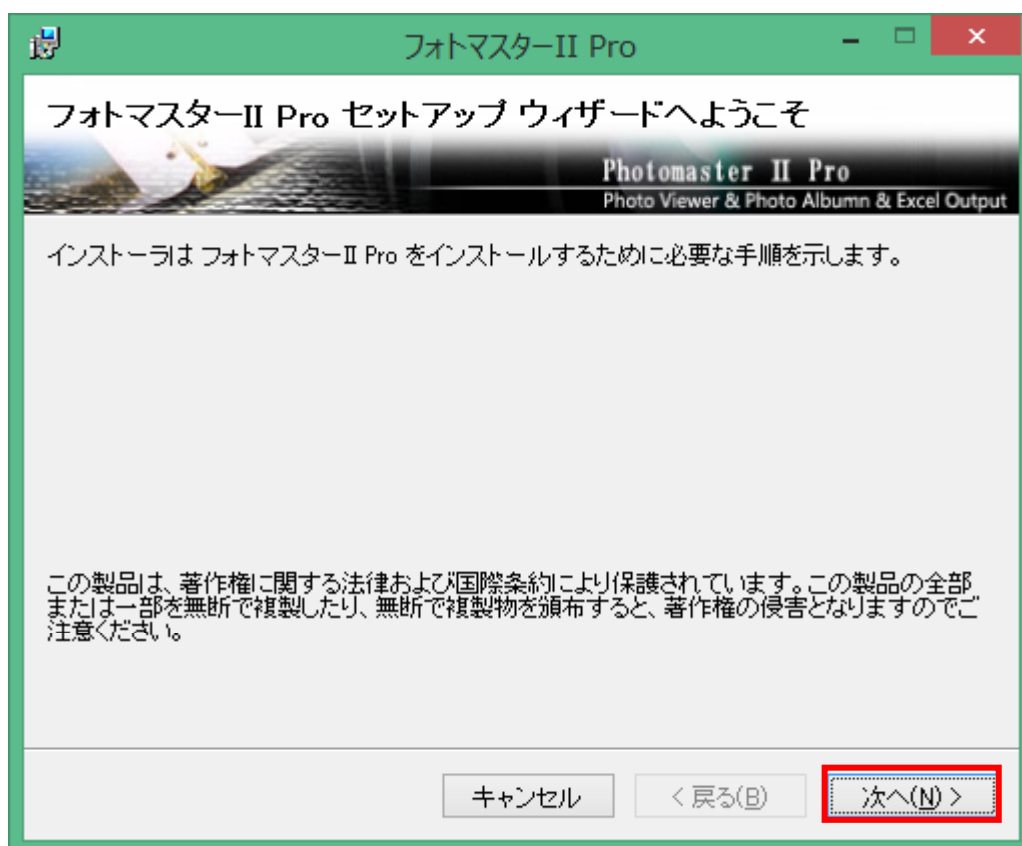 フォトマスターII Pro
フォトマスターII Pro セットアップ ウィザードへようこそ
Photomaster II Pro
Photo Viewer & Photo Albumn & Excel Output
インストーラは フォトマスターII Pro をインストールするために必要な手順を示します。
この製品は、著作権に関する法律および国際条約により保護されています。この製品の全部
または一部を無断で複製したり、無断で複製物を頒布すると、著作権の侵害となりますのでご
注意ください。
キャンセル
< 戻る(B)
次へ(N) >